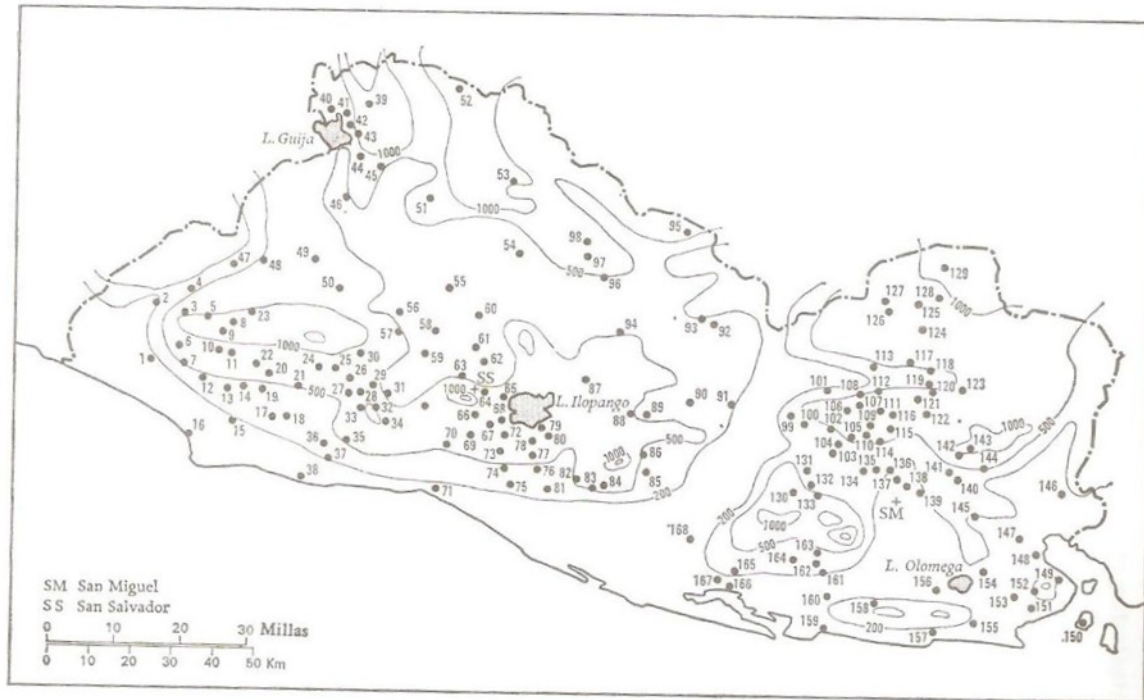 52
40 41 39
42
L. Guija 43
1000
44
45
53
46 51 1000
95
98
47 48 49 54 97
500 96
129
4 50 55
2 127 128 1000
3 5 23 56 60 125
8 126
9 57 58 94 93 92 124
6 1000 61
10 11 22 24 25 30 59 62 113 117
1 7 20 26 63 SS 118
12 21 29 87 101 108 112 119 123
13 14 19 500 27 28 31 1000 65 90 91 107 121
17 18 33 32 64 L. Ilopango 89 106 111 116 122
16 15 34 66 68 88 100 102 109 1000
36 35 67 79 99 105 115 500
70 69 72 80 500 104 110 143
37 73 78 77 86 103 114 142 144
38 74 1000 131 135 136 141
75 76 82 83 84 85 132 134 137 138 140 146
71 81 200 130 133 139
200 SM 145
168 1000
500 163 147
SM San Miguel 164 148
SS San Salvador 165 162 L. Olomega 149
167 166 161 156 154 152
0 10 20 30 Millas 160 158 153 151
0 10 20 30 40 50 Km 159 200 157 155 .150